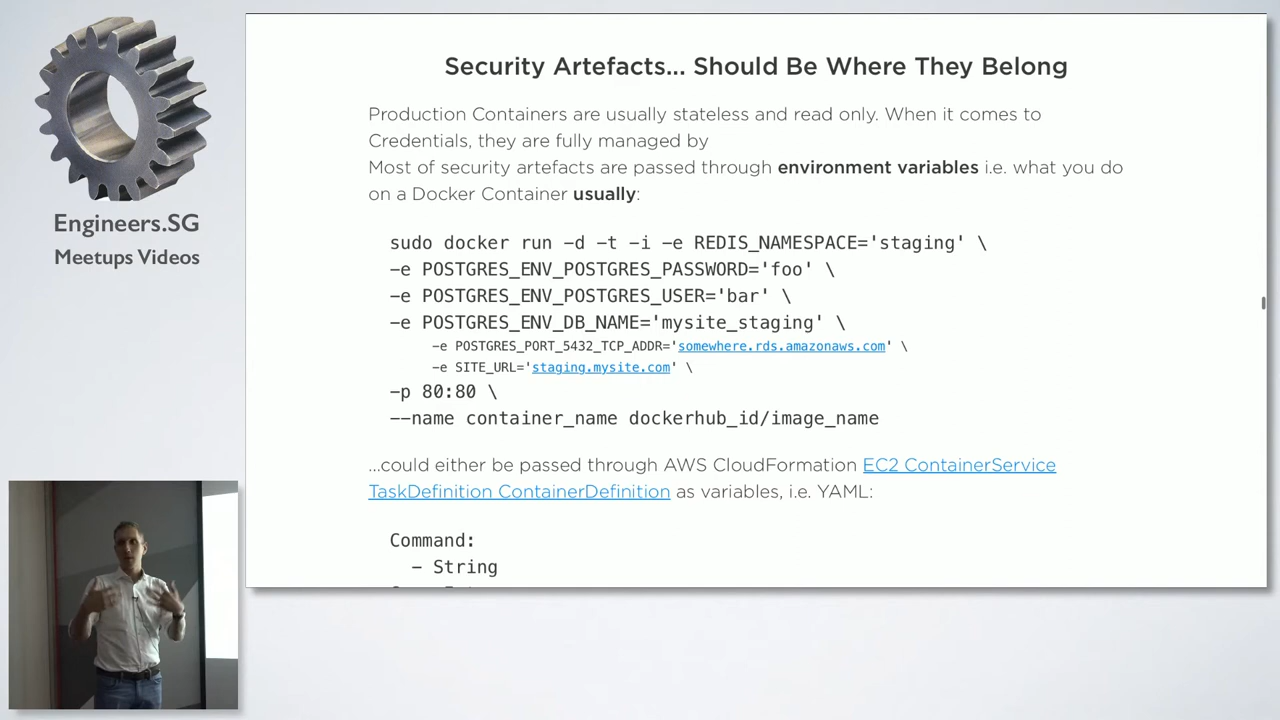 Engineers.SG
Meetups Videos
Security Artefacts... Should Be Where They Belong
Production Containers are usually stateless and read only. When it comes to
Credentials, they are fully managed by
Most of security artefacts are passed through environment variables i.e. what you do
on a Docker Container usually:
sudo docker run -d -t -i -e REDIS_NAMESPACE='staging' \
-e POSTGRES_ENV_POSTGRES_PASSWORD='foo' \
-e POSTGRES_ENV_POSTGRES_USER='bar' \
-e POSTGRES_ENV_DB_NAME='mysite_staging' \
-e POSTGRES_PORT_5432_TCP_ADDR='somewhere.rds.amazonaws.com' \
-e SITE_URL='staging.mysite.com' \
-p 80:80 \
--name container_name dockerhub_id/image_name
...could either be passed through AWS CloudFormation EC2 ContainerService
TaskDefinition ContainerDefinition as variables, i.e. YAML:
Command:
- String